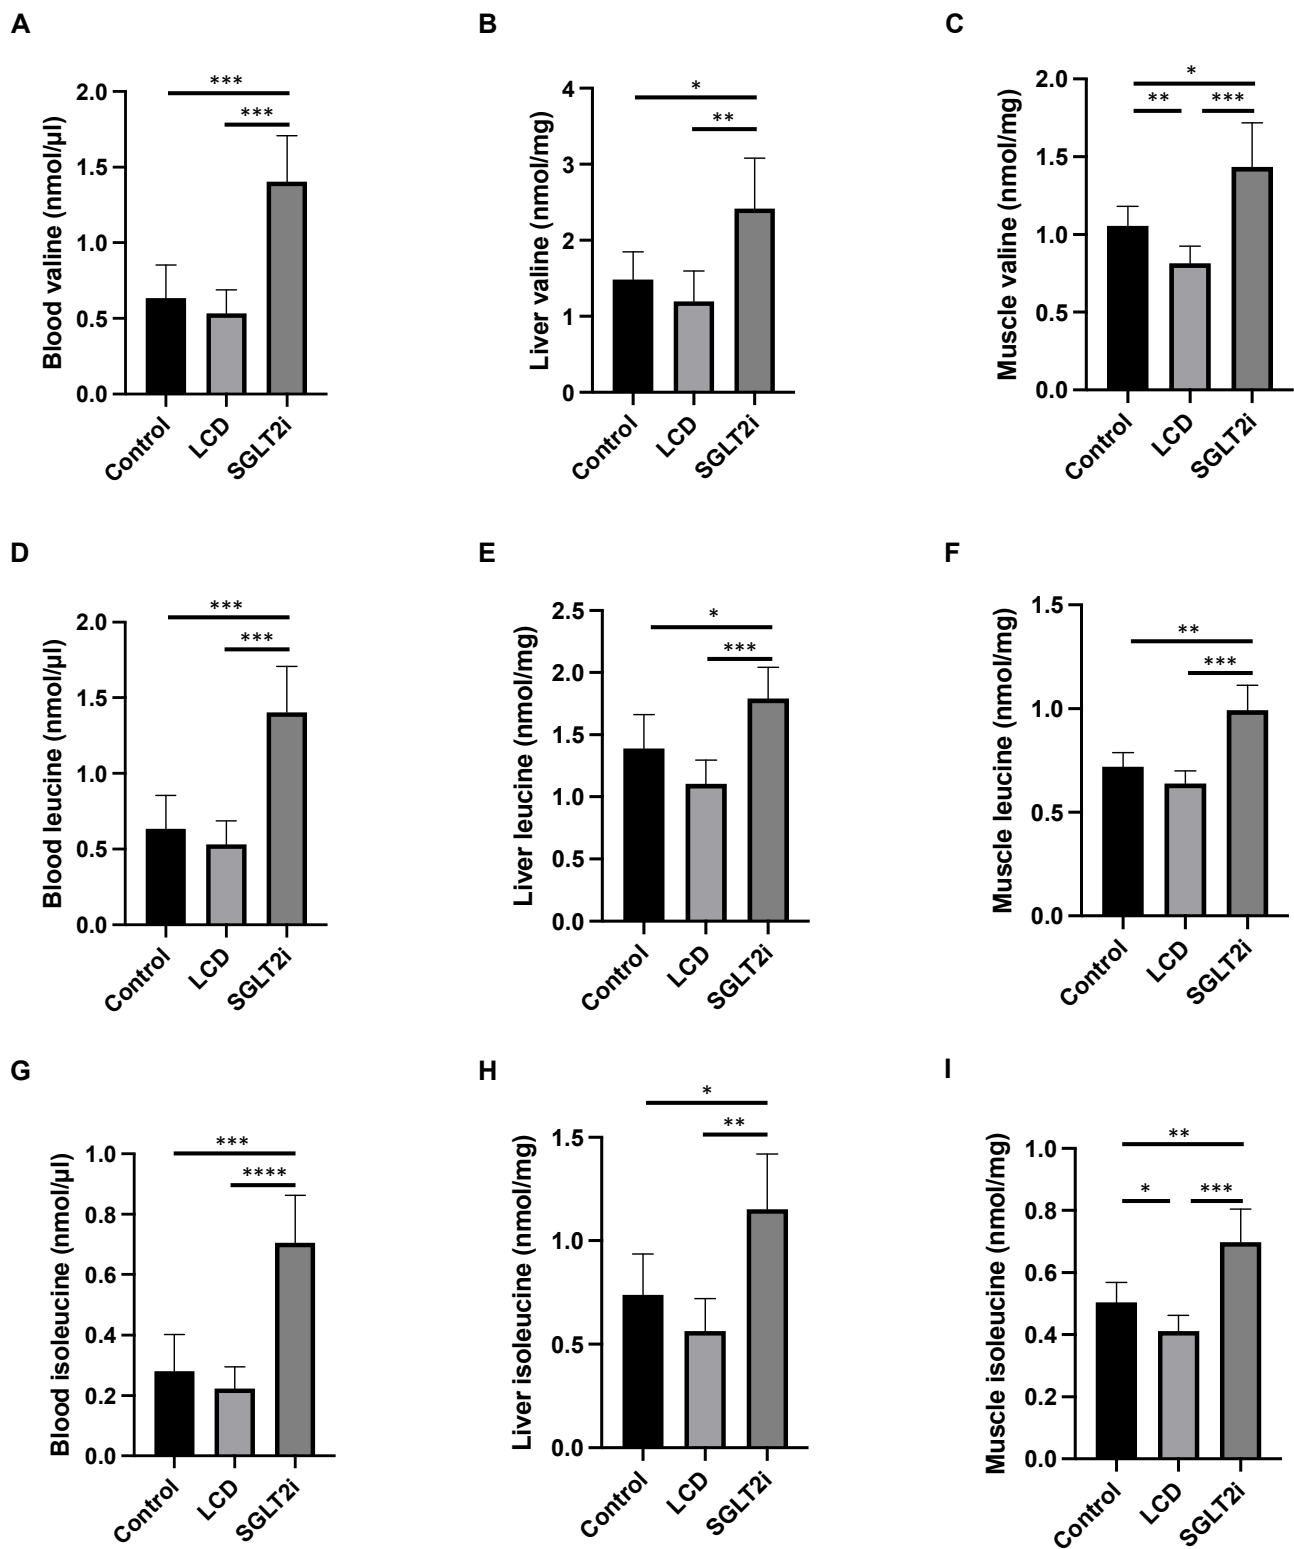 A
Blood valine (nmol/µl)
2.0
1.5
1.0
0.5
0.0
***
***
Control
LCD
SGLT2i
B
Liver valine (nmol/mg)
4
3
2
1
0
*
**
Control
LCD
SGLT2i
C
Muscle valine (nmol/mg)
2.0
1.5
1.0
0.5
0.0
*
** ***
Control
LCD
SGLT2i
D
Blood leucine (nmol/µl)
2.0
1.5
1.0
0.5
0.0
***
***
Control
LCD
SGLT2i
E
Liver leucine (nmol/mg)
2.5
2.0
1.5
1.0
0.5
0.0
*
***
Control
LCD
SGLT2i
F
Muscle leucine (nmol/mg)
1.5
1.0
0.5
0.0
**
***
Control
LCD
SGLT2i
G
Blood isoleucine (nmol/µl)
1.0
0.8
0.6
0.4
0.2
0.0
***
****
Control
LCD
SGLT2i
H
Liver isoleucine (nmol/mg)
1.5
1.0
0.5
0.0
*
**
Control
LCD
SGLT2i
I
Muscle isoleucine (nmol/mg)
1.0
0.8
0.6
0.4
0.2
0.0
**
* ***
Control
LCD
SGLT2i